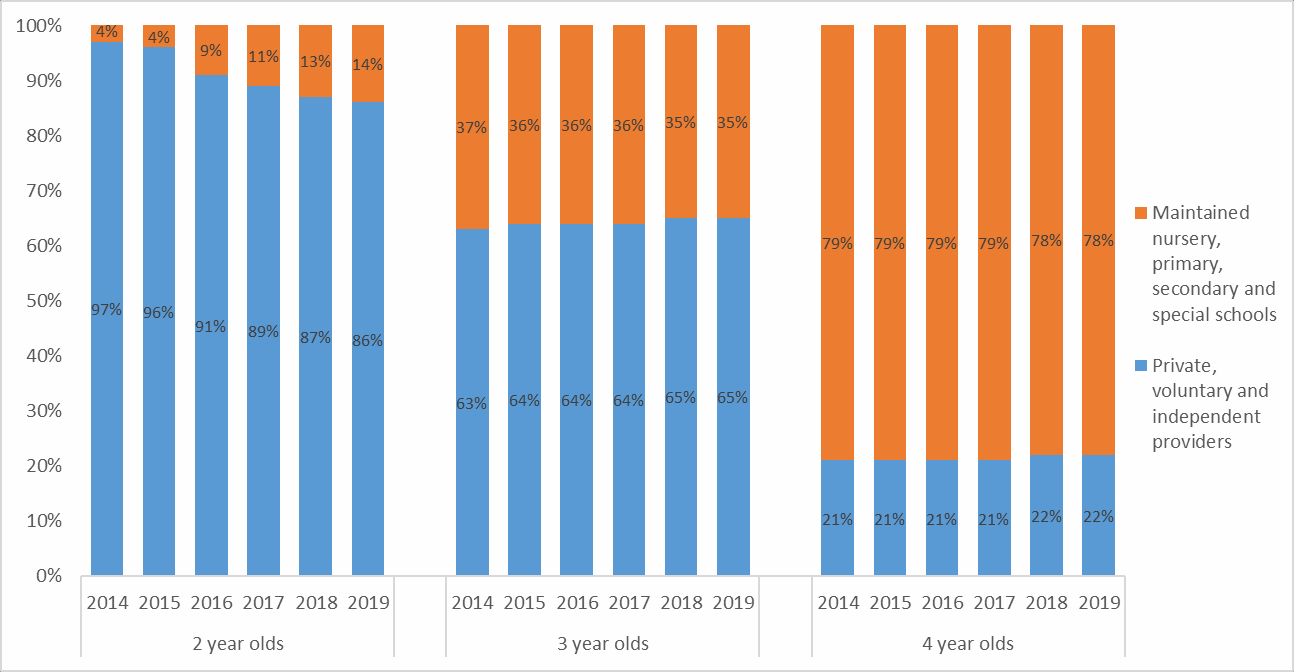 100%
90%
80%
70%
60%
50%
40%
30%
20%
10%
0%
4% 4% 9% 11% 13% 14%
97% 96% 91% 89% 87% 86%
37% 36% 36% 36% 35% 35%
63% 64% 64% 64% 65% 65%
79% 79% 79% 79% 78% 78%
21% 21% 21% 21% 22% 22%
2014 2015 2016 2017 2018 2019
2 year olds
2014 2015 2016 2017 2018 2019
3 year olds
2014 2015 2016 2017 2018 2019
4 year olds
Maintained
nursery,
primary,
secondary and
special schools
Private,
voluntary and
independent
providers